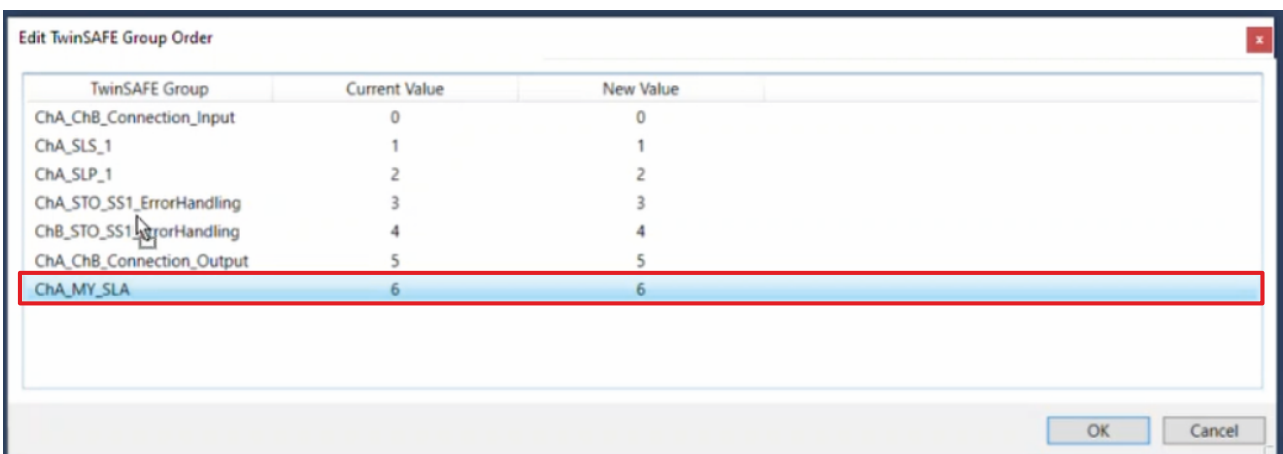 Edit TwinSAFE Group Order
x
TwinSAFE Group Current Value New Value
ChA_ChB_Connection_Input 0 0
ChA_SLS_1 1 1
ChA_SLP_1 2 2
ChA_STO_SS1_ErrorHandling 3 3
ChB_STO_SS1_ErrorHandling 4 4
ChA_ChB_Connection_Output 5 5
ChA_MY_SLA 6 6
OK Cancel